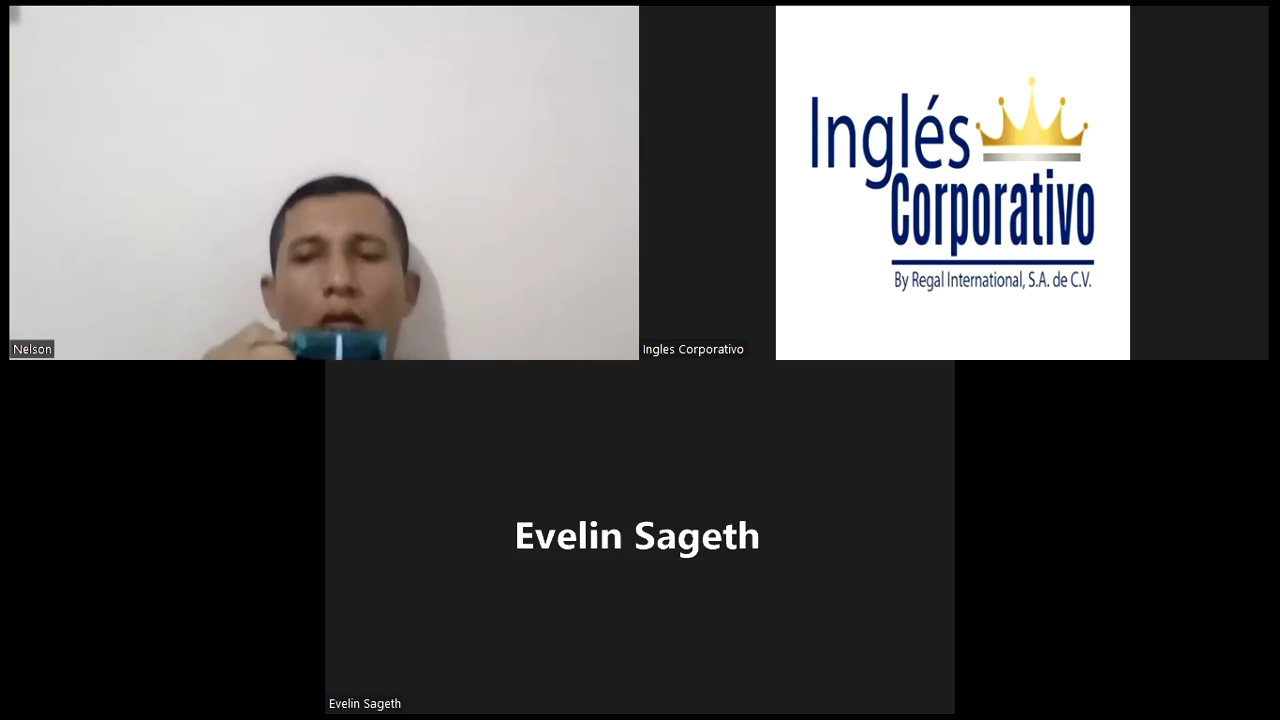 Nelson
Inglés
Corporativo
By Regal International, S.A. de C.V.
Ingles Corporativo
Evelin Sageth
Evelin Sageth